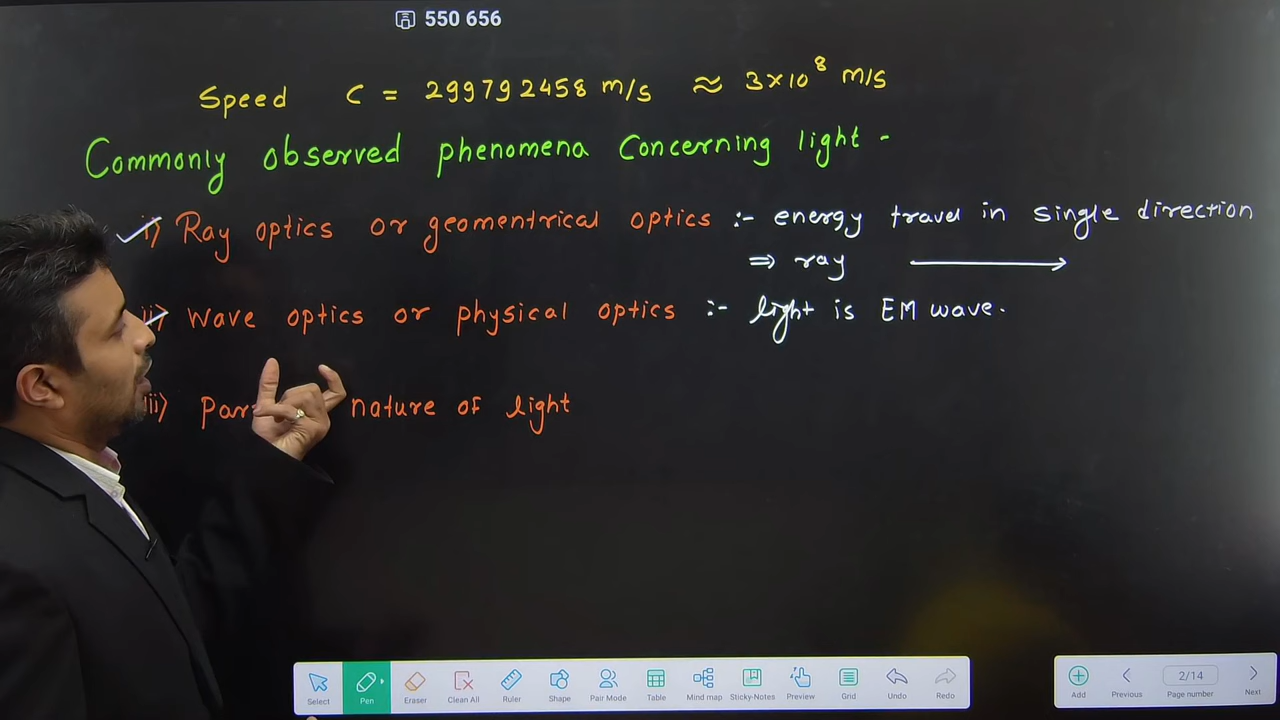 550 656
Speed C = 299792458 m/s ≈ 3×10⁸ m/s
Commonly observed phenomena concerning light -
i) Ray optics or geomentrical optics :- energy travel in single direction
⇒ ray ⟶
ii) Wave optics or physical optics :- light is EM wave.
iii) nature of light
Select Pen Eraser Clean All Ruler Shape Pair Mode Table Mind map Sticky-Notes Preview Grid Undo Redo
Add Previous 2/14 Page number Next